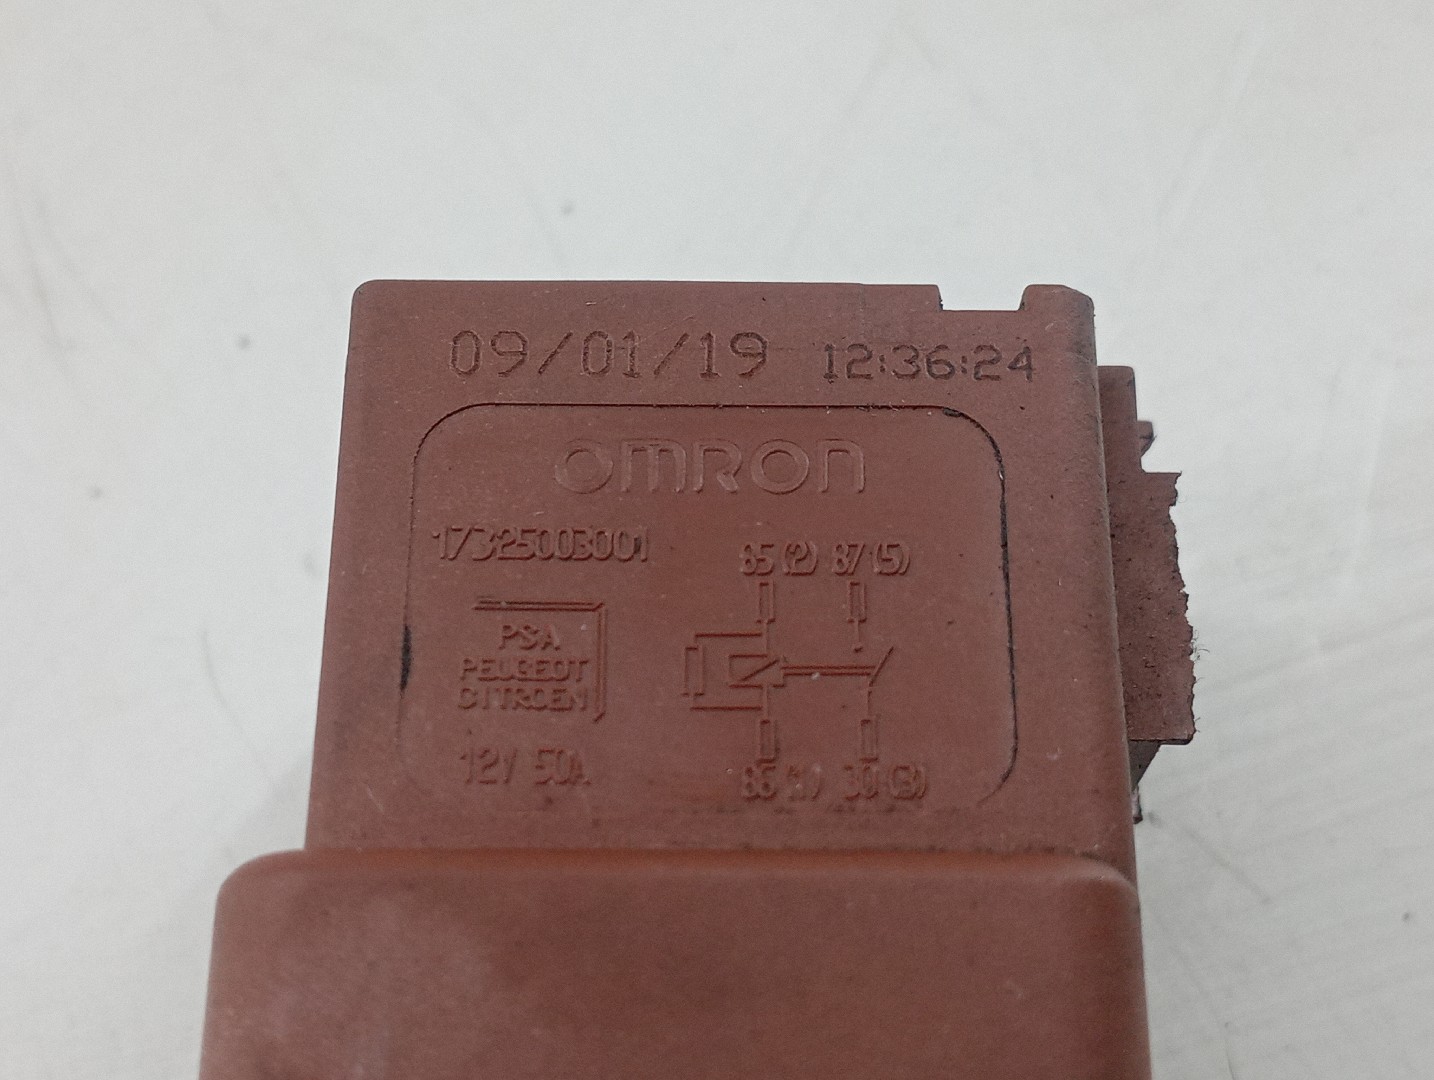 09/01/19 12:36:24
omron
17325003001
85 (2) 87 (5)
PSA
PEUGEOT
CITROEN
12V 50A
86 (1) 30 (3)